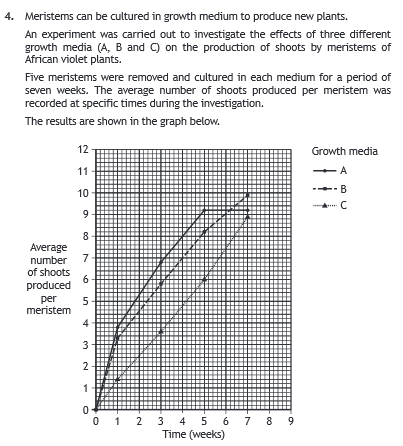 4. Meristems can be cultured in growth medium to produce new plants.
An experiment was carried out to investigate the effects of three different
growth media (A, B and C) on the production of shoots by meristems of
African violet plants.
Five meristems were removed and cultured in each medium for a period of
seven weeks. The average number of shoots produced per meristem was
recorded at specific times during the investigation.
The results are shown in the graph below.
Growth media
A
B
C
Average
number
of shoots
produced
per
meristem
12
11
10
9
8
7
6
5
4
3
2
1
0
0 1 2 3 4 5 6 7 8 9
Time (weeks)